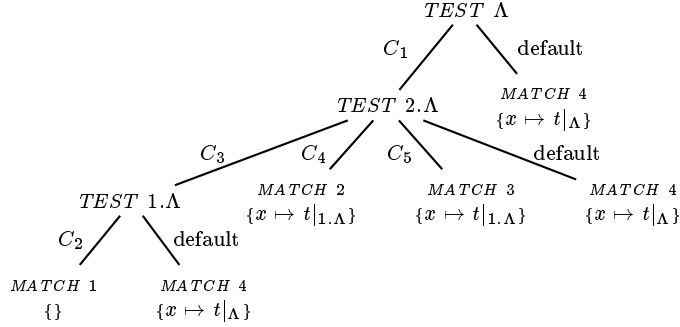 TEST Λ
C₁ default
MATCH 4
TEST 2.Λ {x ↦ t|Λ}
C₃ C₄ C₅ default
TEST 1.Λ MATCH 2 MATCH 3 MATCH 4
{x ↦ t|₁.Λ} {x ↦ t|₁.Λ} {x ↦ t|Λ}
C₂ default
MATCH 1 MATCH 4
{} {x ↦ t|Λ}